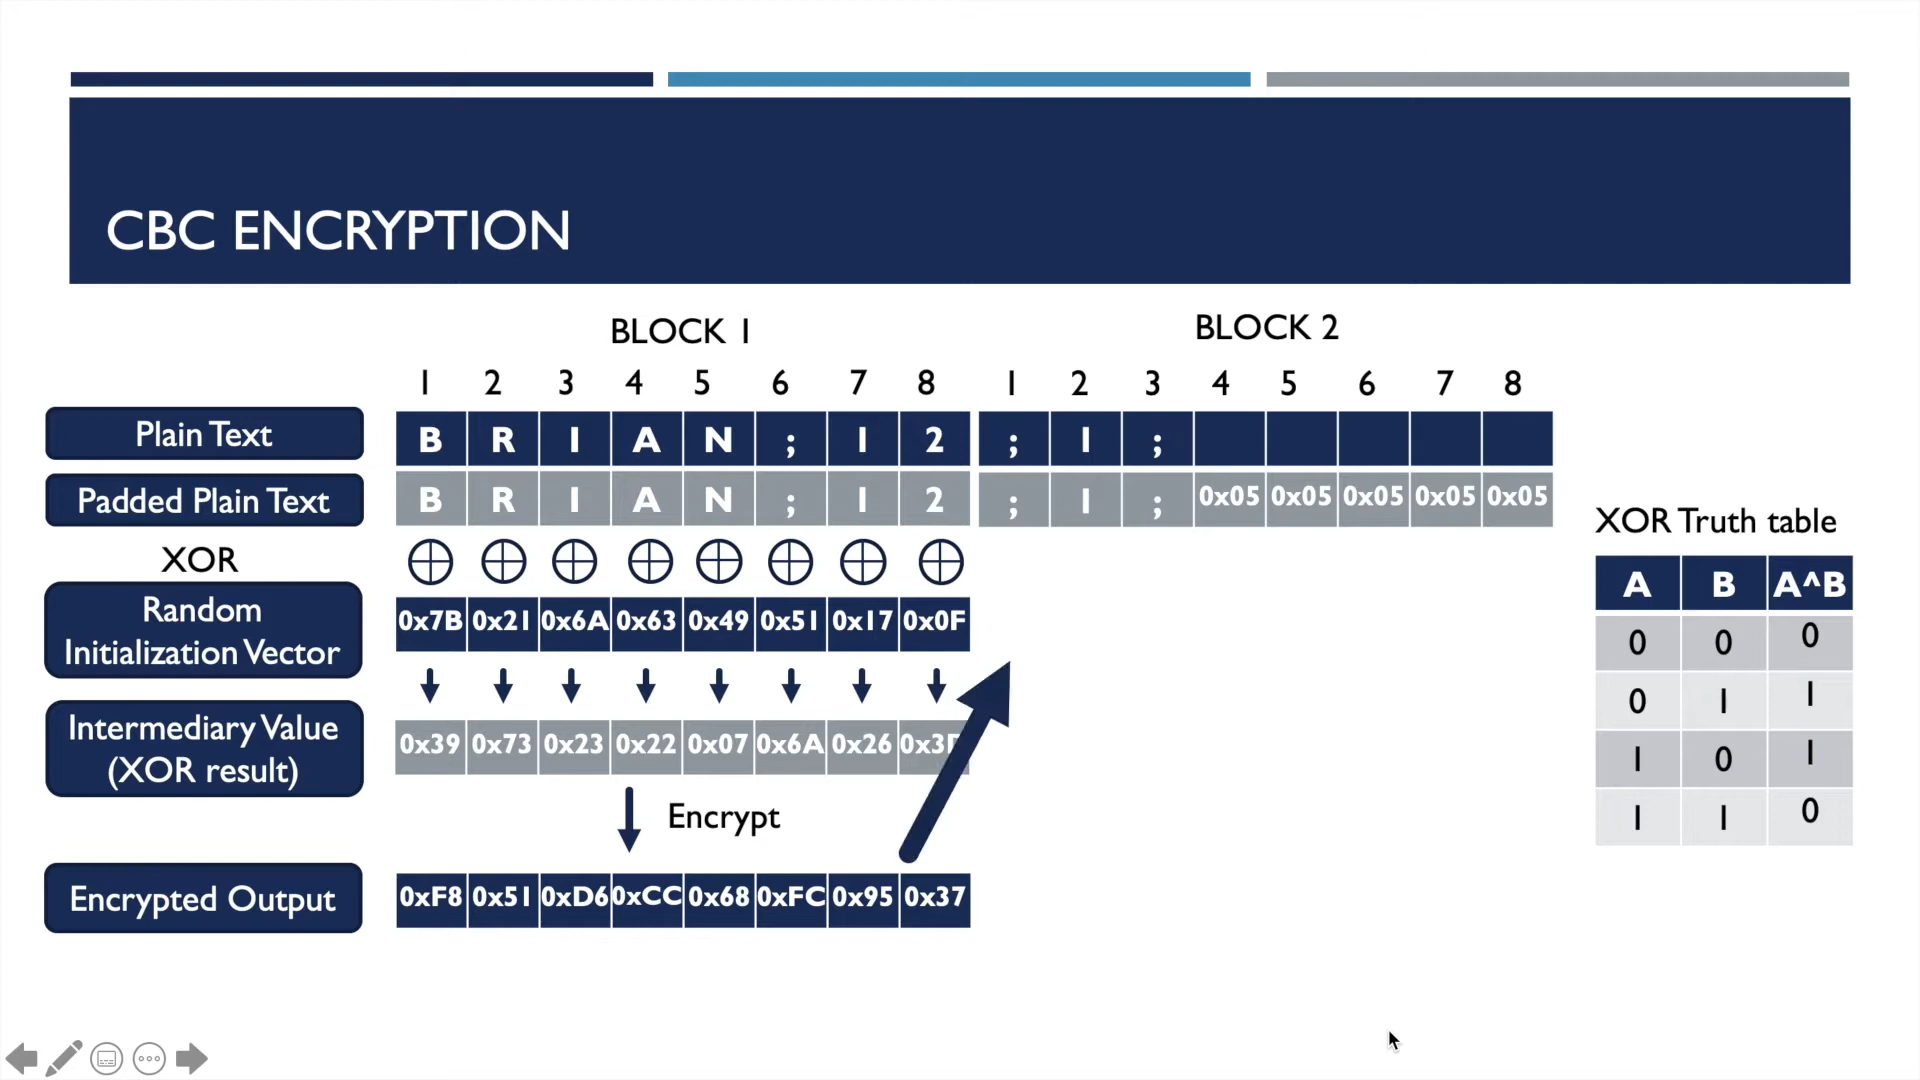 CBC ENCRYPTION
BLOCK 1
BLOCK 2
1 2 3 4 5 6 7 8 1 2 3 4 5 6 7 8
Plain Text B R I A N ; 1 2 ; 1 ;
Padded Plain Text B R I A N ; 1 2 ; 1 ; 0x05 0x05 0x05 0x05 0x05
XOR
Random
Initialization Vector
0x7B 0x21 0x6A 0x63 0x49 0x51 0x17 0x0F
Intermediary Value
(XOR result)
0x39 0x73 0x23 0x22 0x07 0x6A 0x26
Encrypt
Encrypted Output 0xF8 0x51 0xD6 0xCC 0x68 0xFC 0x95 0x37
XOR Truth table
A B A^B
0 0 0
0 1 1
1 0 1
1 1 0